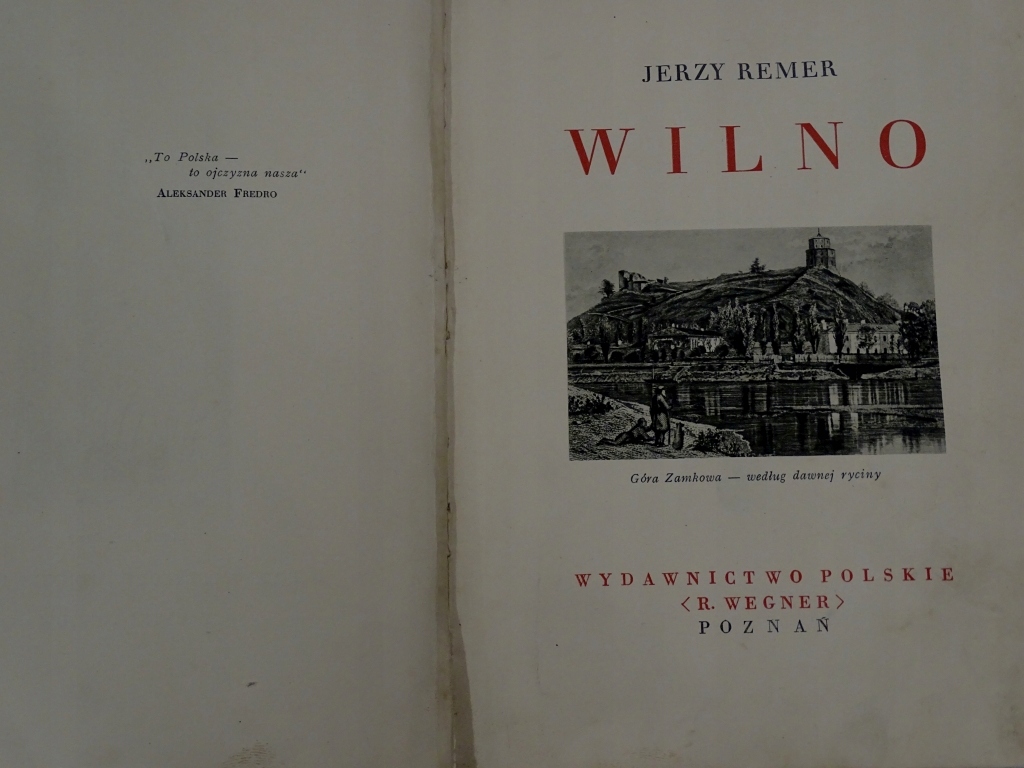 „To Polska —
to ojczyzna nasza“
ALEKSANDER FREDRO
JERZY REMER
WILNO
Góra Zamkowa — według dawnej ryciny
WYDAWNICTWO POLSKIE
<R. WEGNER>
POZNAŃ